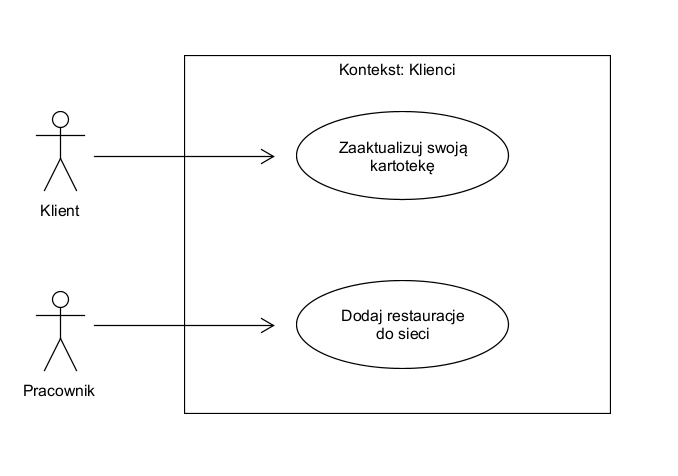 Kontekst: Klienci
Zaaktualizuj swoją
kartotekę
Klient
Dodaj restauracje
do sieci
Pracownik